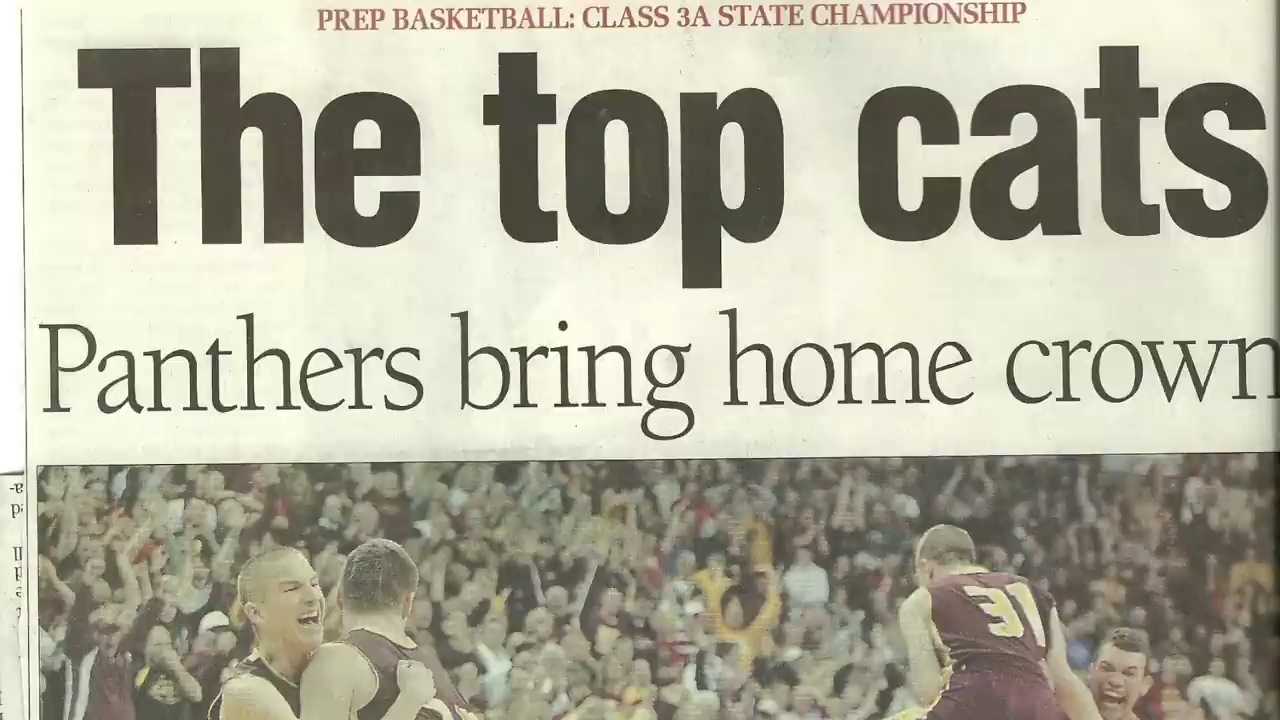 PREP BASKETBALL: CLASS 3A STATE CHAMPIONSHIP
The top cats
Panthers bring home crown
31